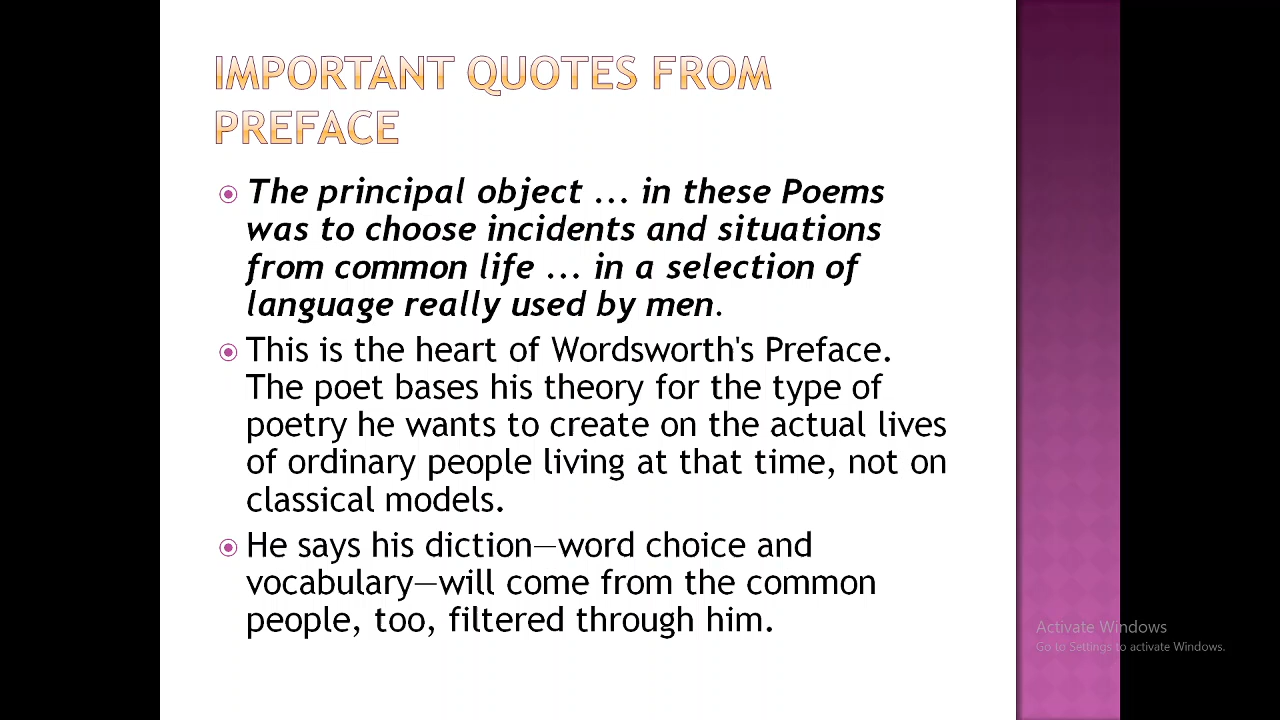 IMPORTANT QUOTES FROM
PREFACE
The principal object ... in these Poems
was to choose incidents and situations
from common life ... in a selection of
language really used by men.
This is the heart of Wordsworth's Preface.
The poet bases his theory for the type of
poetry he wants to create on the actual lives
of ordinary people living at that time, not on
classical models.
He says his diction—word choice and
vocabulary—will come from the common
people, too, filtered through him.
Activate Windows
Go to Settings to activate Windows.